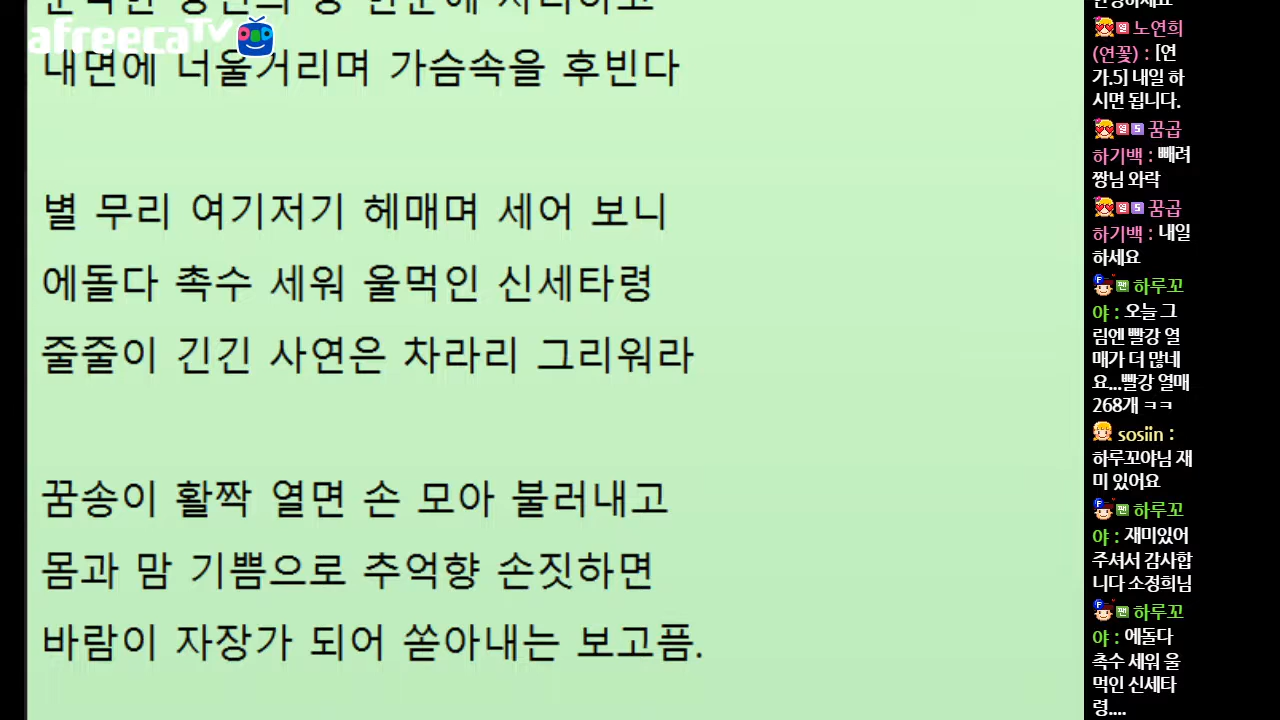 afreecaTV
내면에 너울거리며 가슴속을 후빈다
별 무리 여기저기 헤매며 세어 보니
에돌다 촉수 세워 울먹인 신세타령
줄줄이 긴긴 사연은 차라리 그리워라
꿈송이 활짝 열면 손 모아 불러내고
몸과 맘 기쁨으로 추억향 손짓하면
바람이 자장가 되어 쏟아내는 보고픔.
노연희
(연꽃) : [연
가.5] 내일 하
시면 됩니다.
열 5 꿈곱
하기백 : 빼려
짱님 와락
열 5 꿈곱
하기백 : 내일
하세요
F 팬 하루꼬
야 : 오늘 그
림엔 빨강 열
매가 더 많네
요...빨강 열매
268개 ㅋㅋ
sosiin :
하루꼬야님 재
미 있어요
F 팬 하루꼬
야 : 재미있어
주셔서 감사합
니다 소정희님
F 팬 하루꼬
야 : 에돌다
촉수 세워 울
먹인 신세타
령....